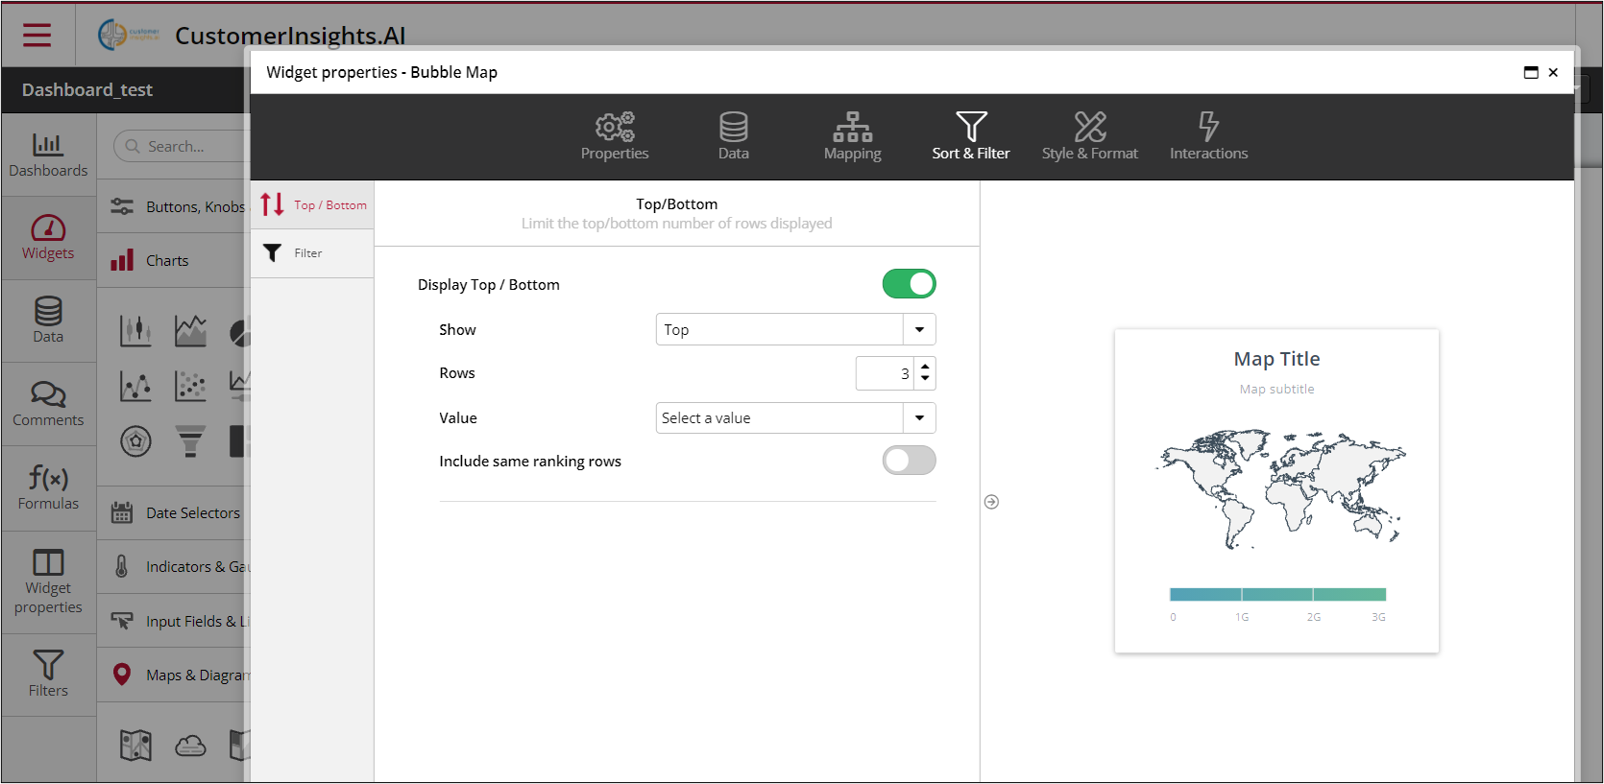 customer
insights.AI
CustomerInsights.AI
Widget properties - Bubble Map
Dashboard_test
Properties
Data
Mapping
Sort & Filter
Style & Format
Interactions
Dashboards
Widgets
Data
Comments
Formulas
Widget
properties
Filters
Search...
Buttons, Knobs
Charts
Date Selectors
Indicators &
Input Fields &
Maps &
Top / Bottom
Filter
Top/Bottom
Limit the top/bottom number of rows displayed
Display Top / Bottom
Show
Top
Rows
3
Value
Select a value
Include same ranking rows
Map Title
Map subtitle
0 1G 2G 3G
f(x)